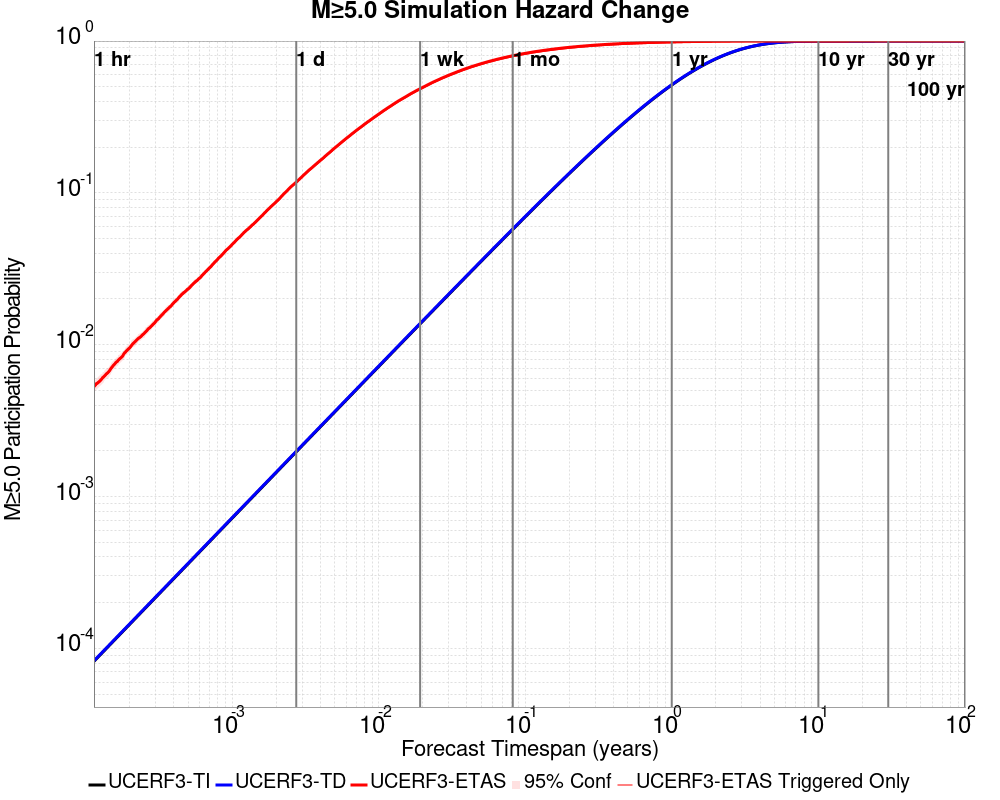 M≥5.0 Simulation Hazard Change
10^0
1 hr
1 d
1 wk
1 mo
1 yr
10 yr
30 yr
100 yr
10^-1
10^-2
10^-3
10^-4
M≥5.0 Participation Probability
10^-3
10^-2
10^-1
10^0
10^1
10^2
Forecast Timespan (years)
UCERF3-TI
UCERF3-TD
UCERF3-ETAS
95% Conf
UCERF3-ETAS Triggered Only